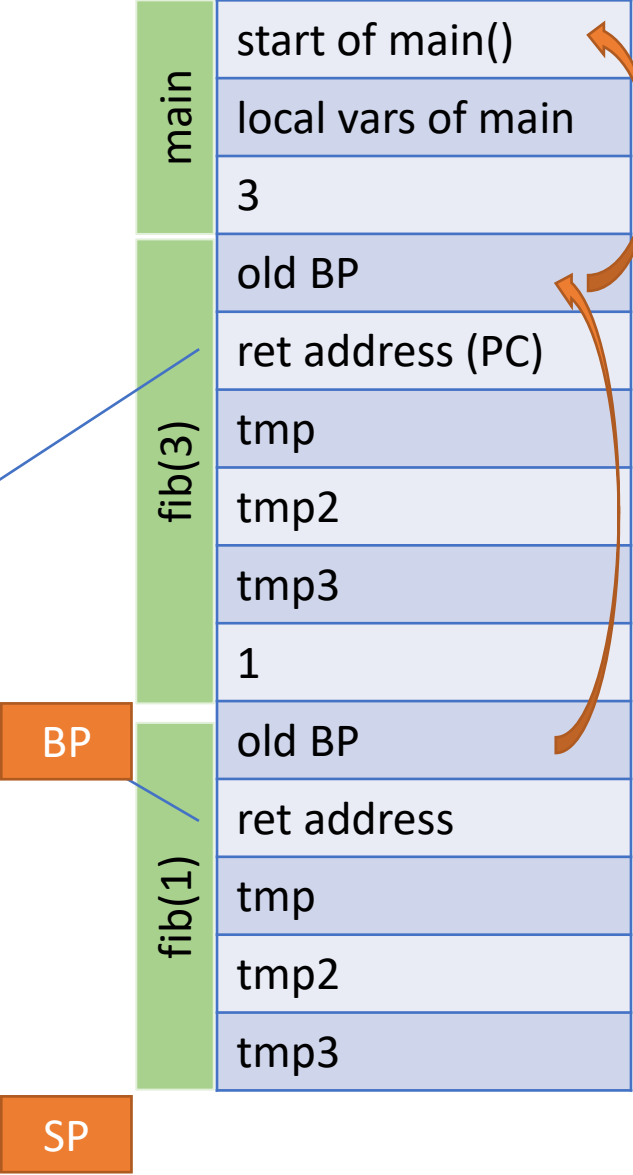 main
start of main()
local vars of main
3
fib(3)
old BP
ret address (PC)
tmp
tmp2
tmp3
1
BP
fib(1)
old BP
ret address
tmp
tmp2
tmp3
SP